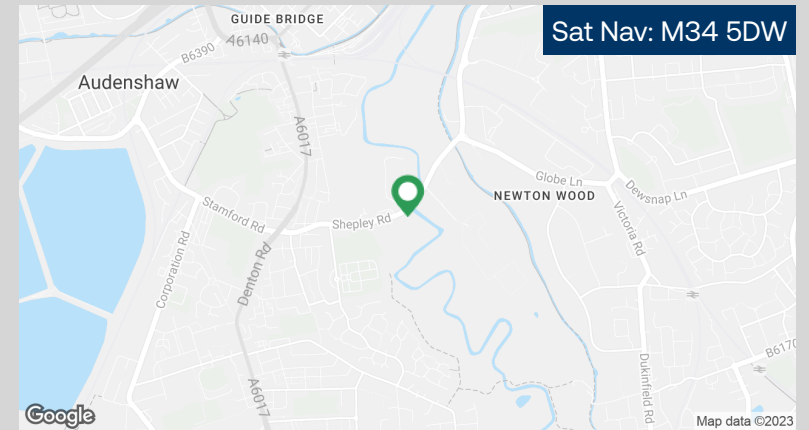 GUIDE BRIDGE
Sat Nav: M34 5DW
A6140
B6390
Audenshaw
A6017
Globe Ln
Dewsnap Ln
NEWTON WOOD
Stamford Rd
Shepley Rd
Victoria Rd
Corporation Rd
Denton Rd
B6170
Dukinfield Rd
A6017
Google
Map data ©2023